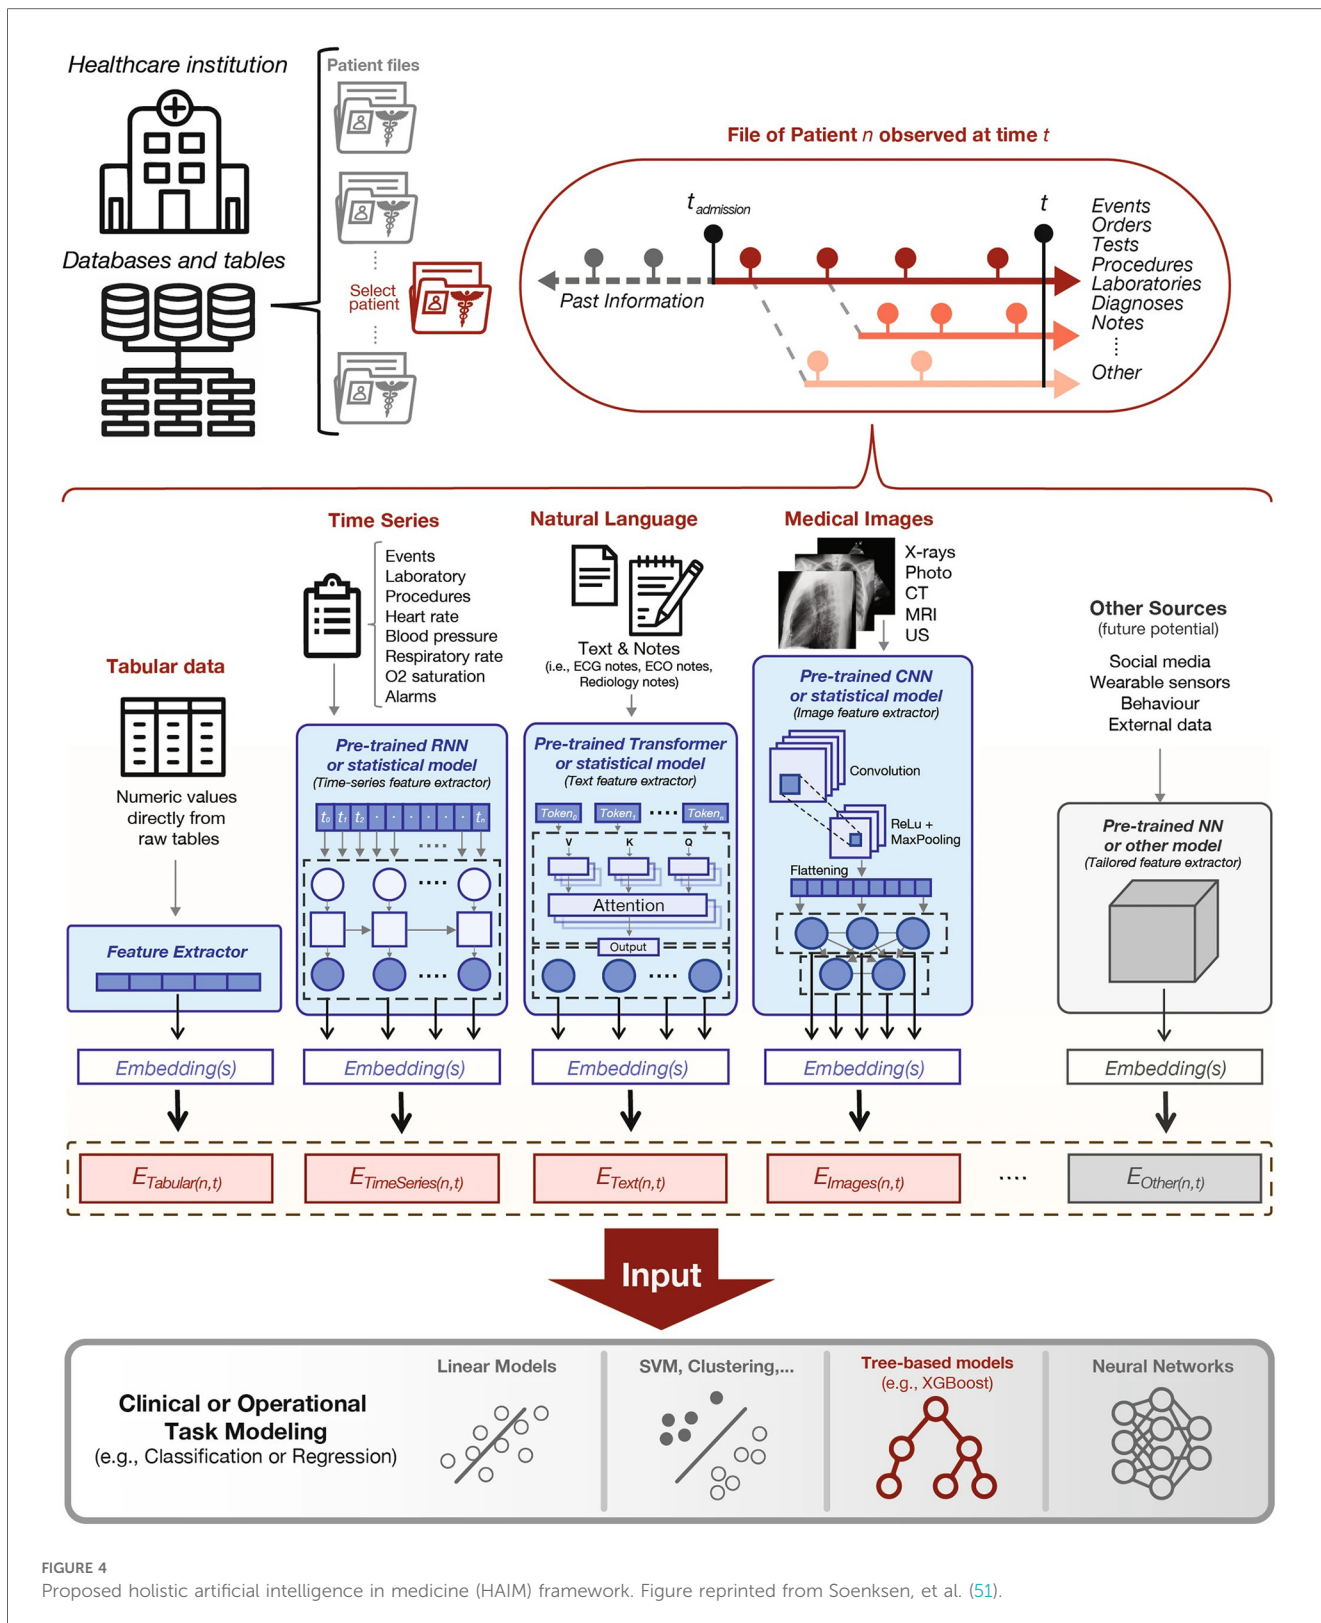 Healthcare institution
Databases and tables
Patient files
Select
patient
File of Patient n observed at time t
t admission
t
Past Information
Events
Orders
Tests
Procedures
Laboratories
Diagnoses
Notes
Other
Tabular data
Numeric values
directly from
raw tables
Feature Extractor
Time Series
Events
Laboratory
Procedures
Heart rate
Blood pressure
Respiratory rate
O2 saturation
Alarms
Pre-trained RNN
or statistical model
(Time-series feature extractor)
t0 t1 t2 · · · · · · tn
....
....
....
Natural Language
Text & Notes
(i.e., ECG notes, ECO notes,
Rediology notes)
Pre-trained Transformer
or statistical model
(Text feature extractor)
Token0 Token1 .... Tokenn
V K Q
Attention
Output
....
Medical Images
X-rays
Photo
CT
MRI
US
Pre-trained CNN
or statistical model
(Image feature extractor)
Convolution
ReLu +
MaxPooling
Flattening
Other Sources
(future potential)
Social media
Wearable sensors
Behaviour
External data
Pre-trained NN
or other model
(Tailored feature extractor)
Embedding(s) Embedding(s) Embedding(s) Embedding(s) Embedding(s)
E Tabular(n,t) E TimeSeries(n,t) E Text(n,t) E Images(n,t) .... E Other(n,t)
Input
Clinical or Operational
Task Modeling
(e.g., Classification or Regression)
Linear Models
SVM, Clustering,...
Tree-based models
(e.g., XGBoost)
Neural Networks
FIGURE 4
Proposed holistic artificial intelligence in medicine (HAIM) framework. Figure reprinted from Soenksen, et al. (51).